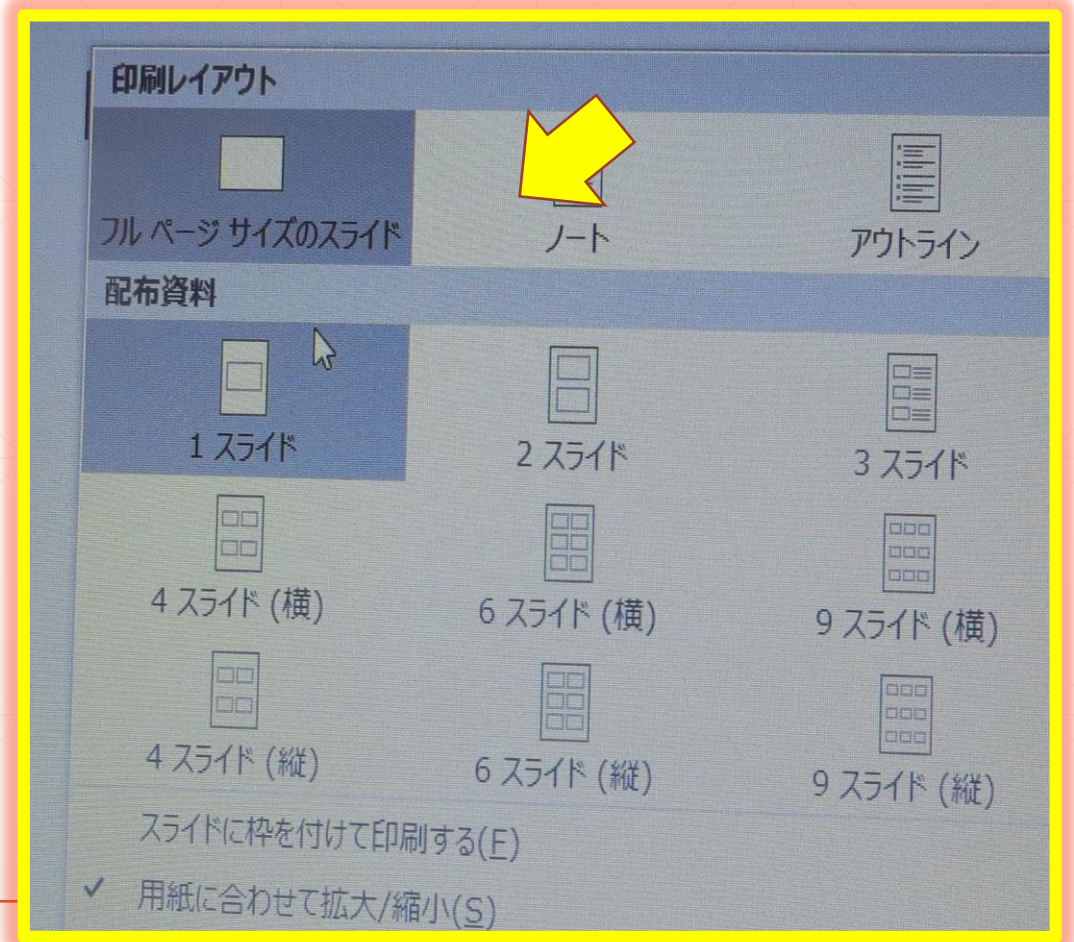 印刷レイアウト
フル ページ サイズのスライド
ノート
アウトライン
配布資料
1 スライド
2 スライド
3 スライド
4 スライド (横)
6 スライド (横)
9 スライド (横)
4 スライド (縦)
6 スライド (縦)
9 スライド (縦)
スライドに枠を付けて印刷する(F)
用紙に合わせて拡大/縮小(S)